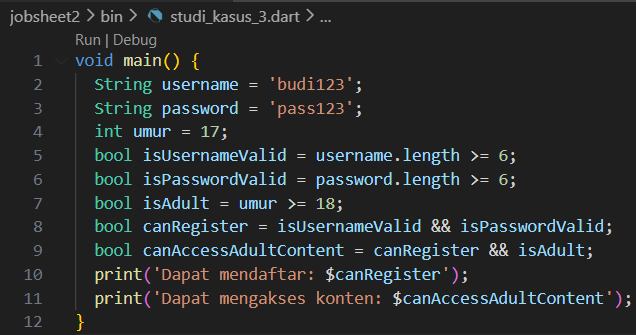 jobsheet2 > bin > studi_kasus_3.dart > ...
Run | Debug
1 void main() {
2 String username = 'budi123';
3 String password = 'pass123';
4 int umur = 17;
5 bool isUsernameValid = username.length >= 6;
6 bool isPasswordValid = password.length >= 6;
7 bool isAdult = umur >= 18;
8 bool canRegister = isUsernameValid && isPasswordValid;
9 bool canAccessAdultContent = canRegister && isAdult;
10 print('Dapat mendaftar: $canRegister');
11 print('Dapat mengakses konten: $canAccessAdultContent');
12 }